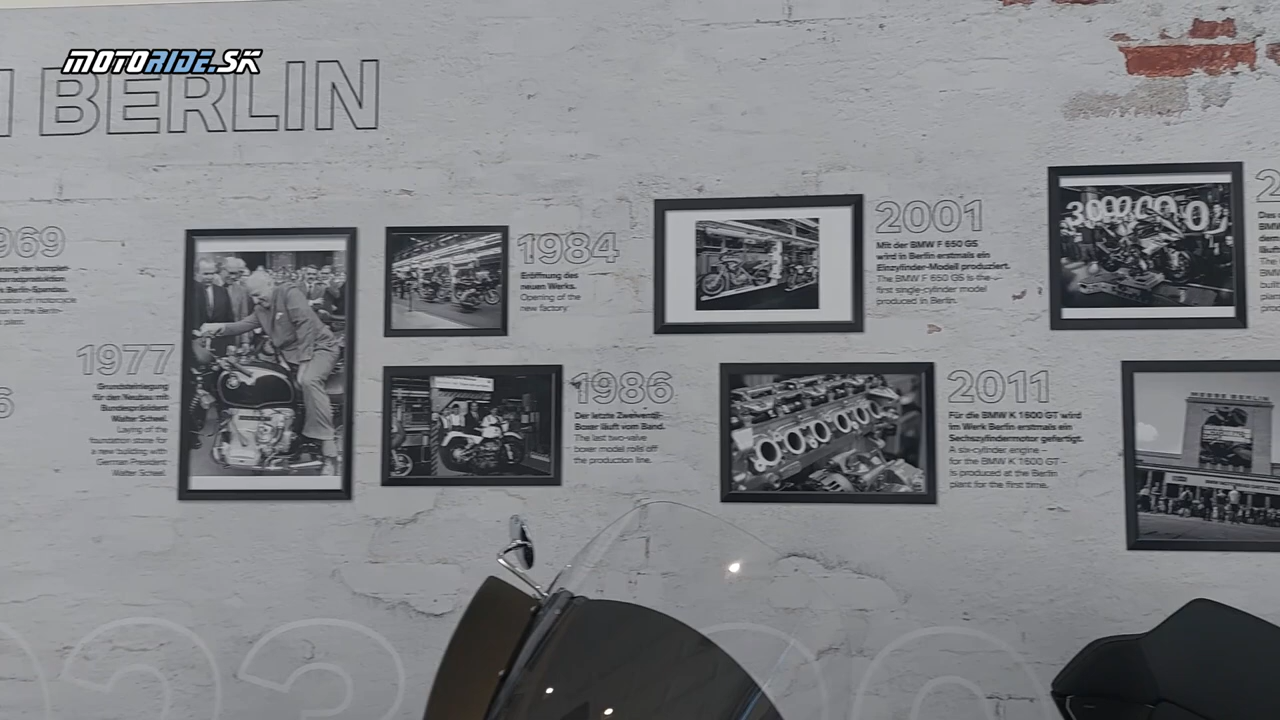 MOTORIDE.SK
BERLIN
1969
1977
Grundsteinlegung
für den Neubau mit
Bundespräsident
Walter Scheel.
Laying of the
foundation stone for
a new building with
Walter Scheel.
1984
Eröffnung des
neuen Werks.
Opening of the
new factory.
1986
Der letzte Zweiventil-
Boxer läuft vom Band.
The last two-valve
boxer model rolls off
the production line.
2001
Mit der BMW F 650 GS
wird in Berlin erstmals ein
Einzylinder-Modell produziert.
The BMW F 650 GS is the
first single-cylinder model
produced in Berlin.
2011
Für die BMW K 1600 GT wird
im Werk Berlin erstmals ein
Sechszylindermotor gefertigt.
A six-cylinder engine –
for the BMW K 1600 GT –
is produced at the Berlin
plant for the first time.
3000000
MESSE BERLIN